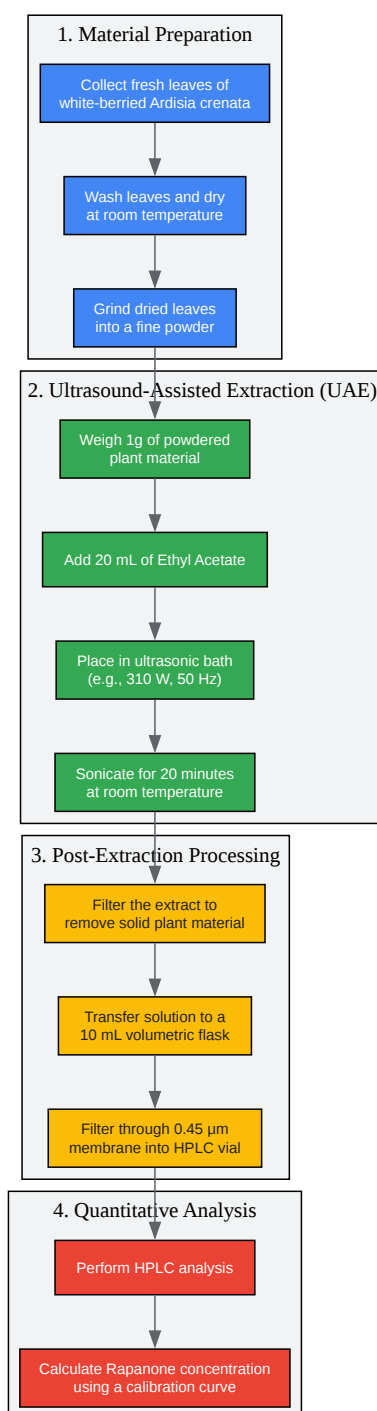 1. Material Preparation
Collect fresh leaves of
white-berried Ardisia crenata
Wash leaves and dry
at room temperature
Grind dried leaves
into a fine powder
2. Ultrasound-Assisted Extraction (UAE)
Weigh 1g of powdered
plant material
Add 20 mL of Ethyl Acetate
Place in ultrasonic bath
(e.g., 310 W, 50 Hz)
Sonicate for 20 minutes
at room temperature
3. Post-Extraction Processing
Filter the extract to
remove solid plant material
Transfer solution to a
10 mL volumetric flask
Filter through 0.45 µm
membrane into HPLC vial
4. Quantitative Analysis
Perform HPLC analysis
Calculate Rapanone concentration
using a calibration curve